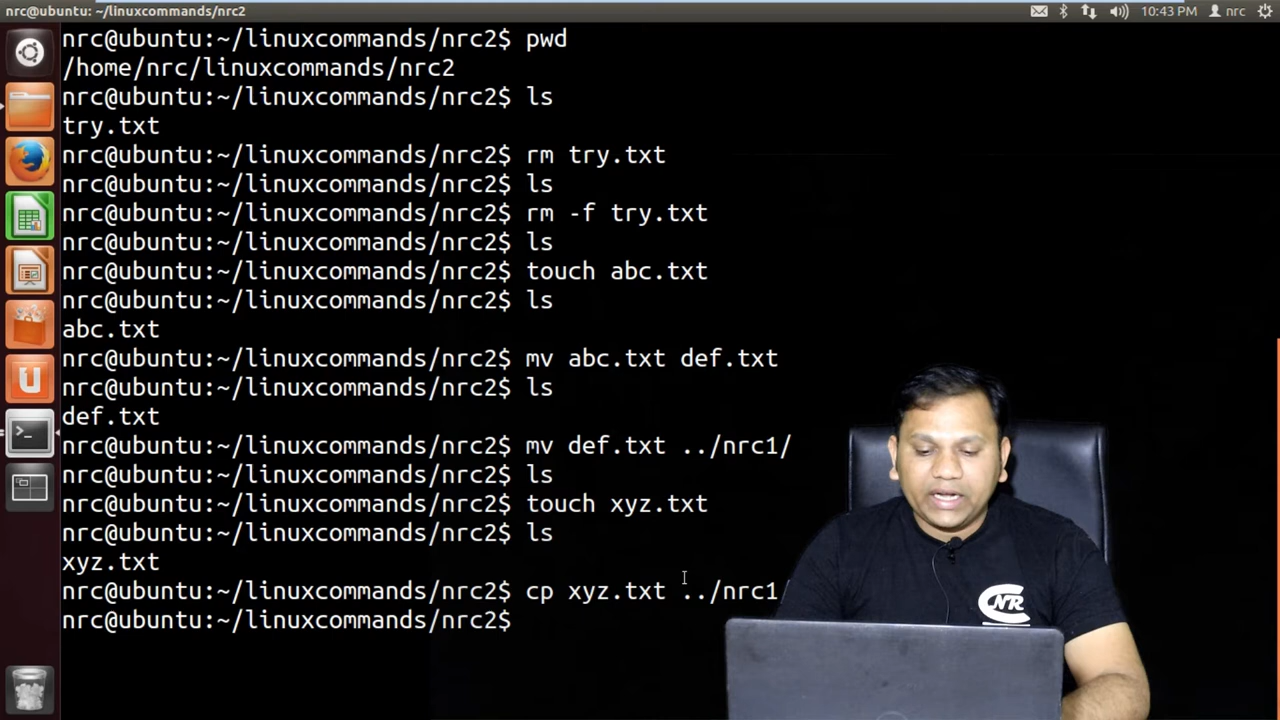 nrc@ubuntu: ~/linuxcommands/nrc2
10:43 PM nrc
nrc@ubuntu:~/linuxcommands/nrc2$ pwd
/home/nrc/linuxcommands/nrc2
nrc@ubuntu:~/linuxcommands/nrc2$ ls
try.txt
nrc@ubuntu:~/linuxcommands/nrc2$ rm try.txt
nrc@ubuntu:~/linuxcommands/nrc2$ ls
nrc@ubuntu:~/linuxcommands/nrc2$ rm -f try.txt
nrc@ubuntu:~/linuxcommands/nrc2$ ls
nrc@ubuntu:~/linuxcommands/nrc2$ touch abc.txt
nrc@ubuntu:~/linuxcommands/nrc2$ ls
abc.txt
nrc@ubuntu:~/linuxcommands/nrc2$ mv abc.txt def.txt
nrc@ubuntu:~/linuxcommands/nrc2$ ls
def.txt
nrc@ubuntu:~/linuxcommands/nrc2$ mv def.txt ../nrc1/
nrc@ubuntu:~/linuxcommands/nrc2$ ls
nrc@ubuntu:~/linuxcommands/nrc2$ touch xyz.txt
nrc@ubuntu:~/linuxcommands/nrc2$ ls
xyz.txt
nrc@ubuntu:~/linuxcommands/nrc2$ cp xyz.txt ../nrc1/
nrc@ubuntu:~/linuxcommands/nrc2$
CNR